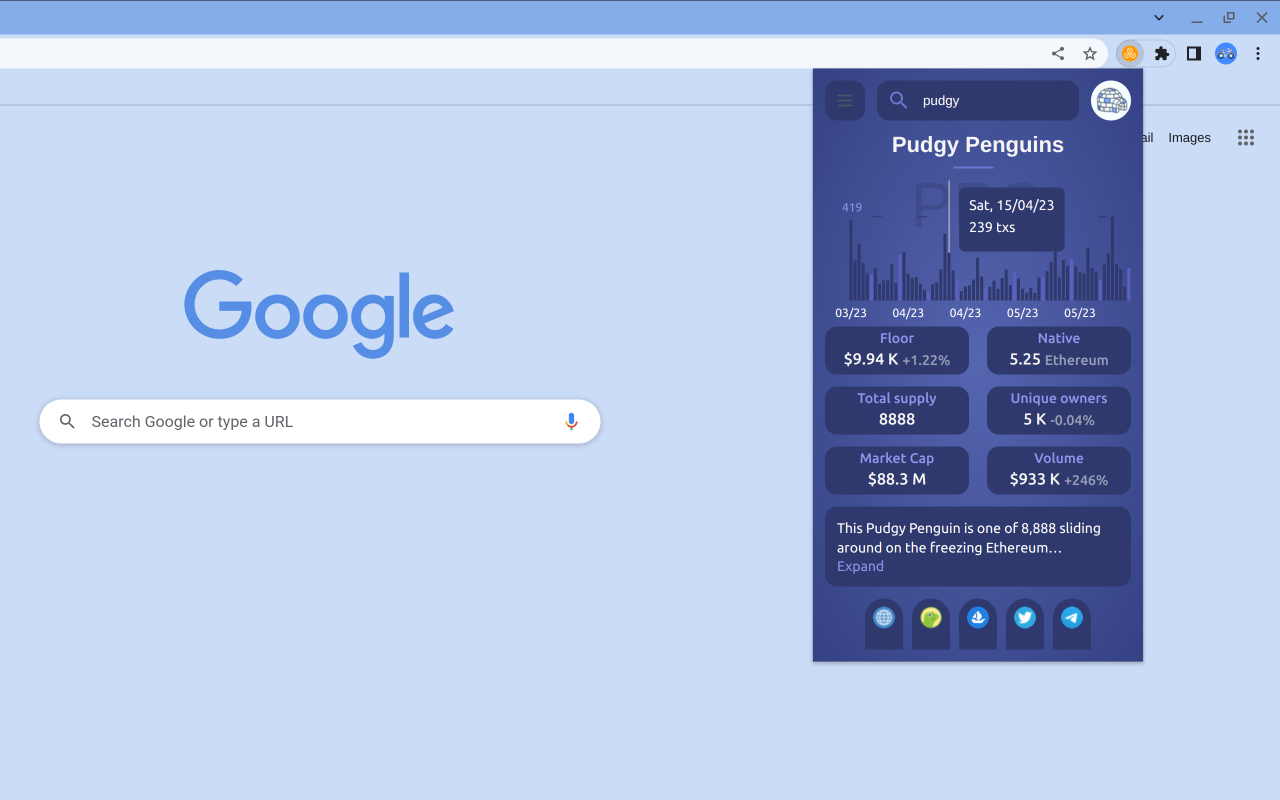 pudgy
Pudgy Penguins
ail Images
419
Sat, 15/04/23
239 txs
03/23 04/23 04/23 05/23 05/23
Google
Search Google or type a URL
Floor Native
$9.94 K +1.22% 5.25 Ethereum
Total supply Unique owners
8888 5 K -0.04%
Market Cap Volume
$88.3 M $933 K +246%
This Pudgy Penguin is one of 8,888 sliding
around on the freezing Ethereum…
Expand